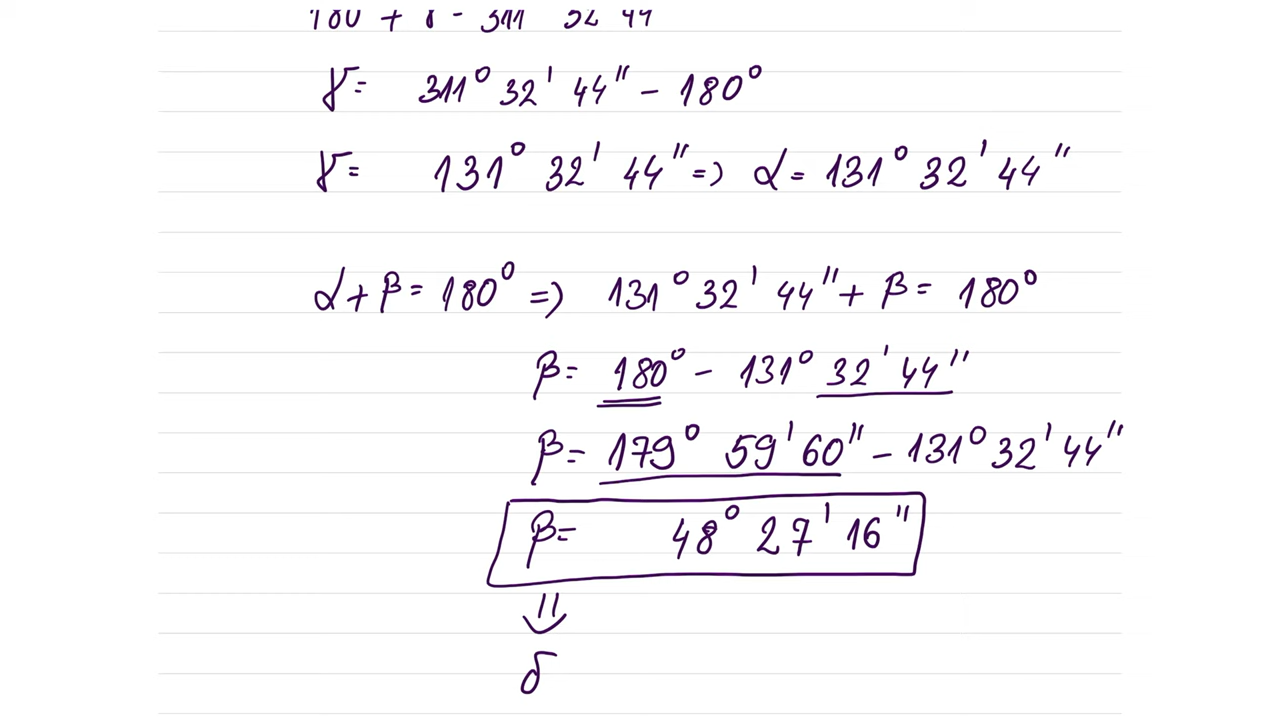 γ = 311° 32' 44" - 180°
γ = 131° 32' 44" => α = 131° 32' 44"
α + β = 180° => 131° 32' 44" + β = 180°
β = 180° - 131° 32' 44"
β = 179° 59' 60" - 131° 32' 44"
β = 48° 27' 16"
δ